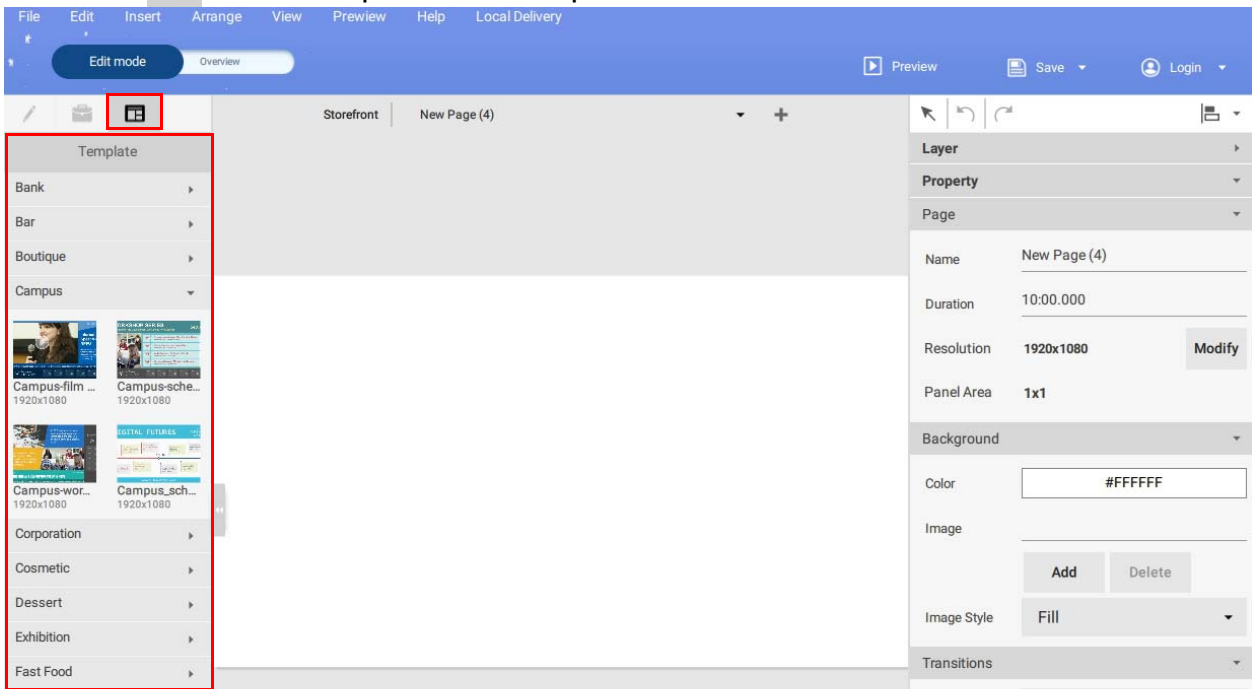 File Edit Insert Arrange View Prewiew Help Local Delivery
Edit mode Overview Preview Save Login
Storefront New Page (4)
Template
Bank
Bar
Boutique
Campus
Campus-film ... Campus-sche...
1920x1080 1920x1080
DIGITAL FUTURES
Campus-wor... Campus_sch...
1920x1080 1920x1080
Corporation
Cosmetic
Dessert
Exhibition
Fast Food
Layer
Property
Page
Name New Page (4)
Duration 10:00.000
Resolution 1920x1080 Modify
Panel Area 1x1
Background
Color #FFFFFF
Image
Add Delete
Image Style Fill
Transitions